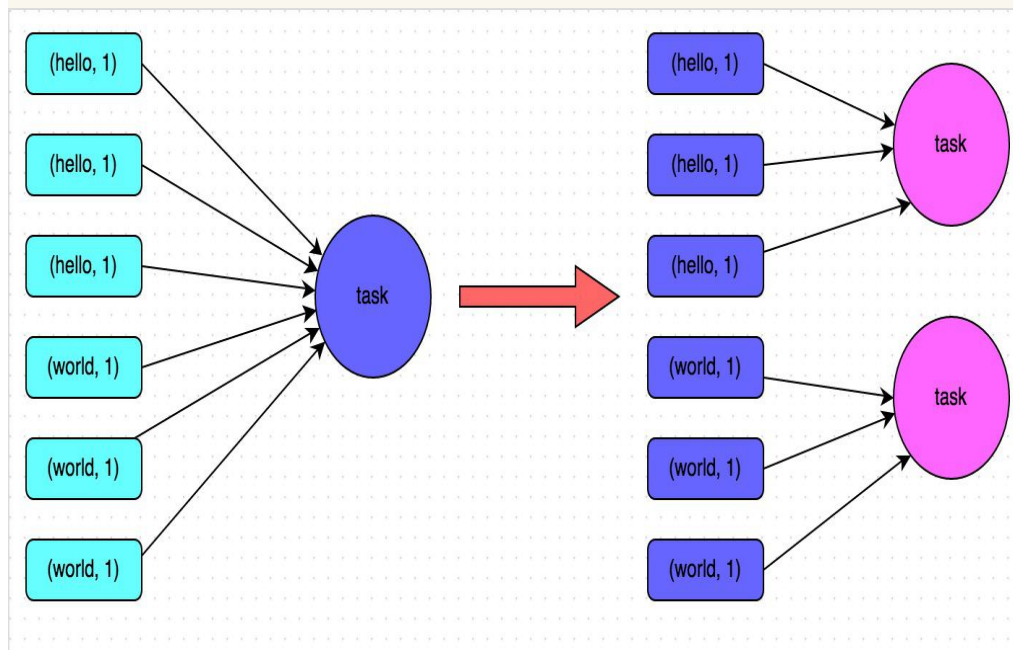 (hello, 1)
(hello, 1)
(hello, 1)
(world, 1)
(world, 1)
(world, 1)
task
(hello, 1)
(hello, 1)
(hello, 1)
(world, 1)
(world, 1)
(world, 1)
task
task